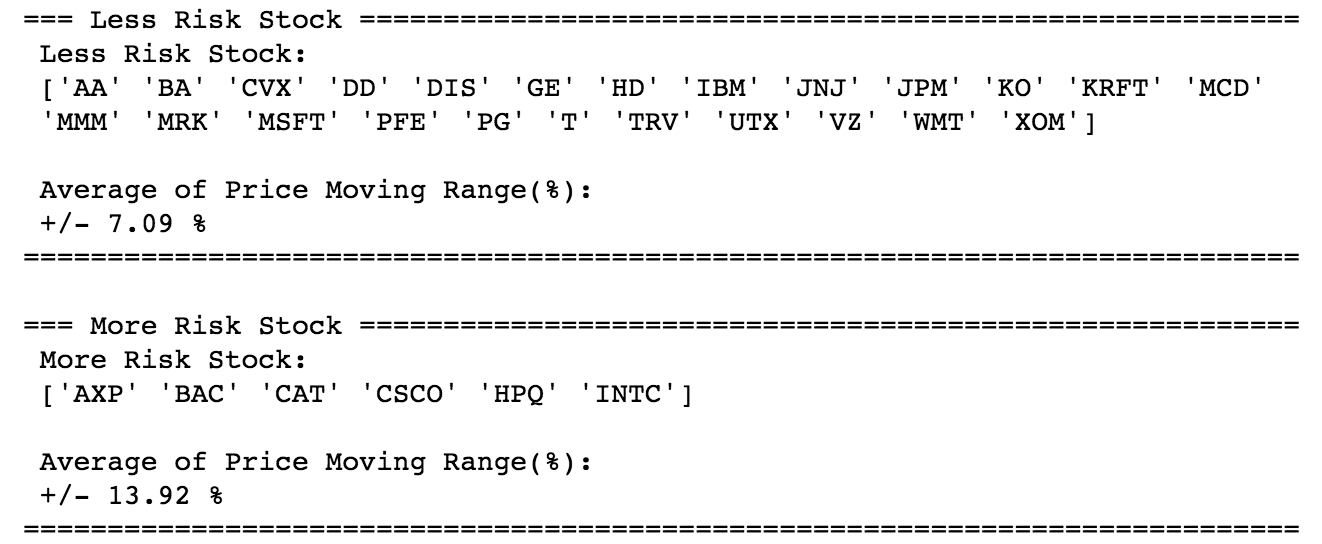 === Less Risk Stock =========================================================
Less Risk Stock:
['AA' 'BA' 'CVX' 'DD' 'DIS' 'GE' 'HD' 'IBM' 'JNJ' 'JPM' 'KO' 'KRFT' 'MCD'
'MMM' 'MRK' 'MSFT' 'PFE' 'PG' 'T' 'TRV' 'UTX' 'VZ' 'WMT' 'XOM']
Average of Price Moving Range(%):
+/- 7.09 %
=============================================================================
=== More Risk Stock =========================================================
More Risk Stock:
['AXP' 'BAC' 'CAT' 'CSCO' 'HPQ' 'INTC']
Average of Price Moving Range(%):
+/- 13.92 %
=============================================================================